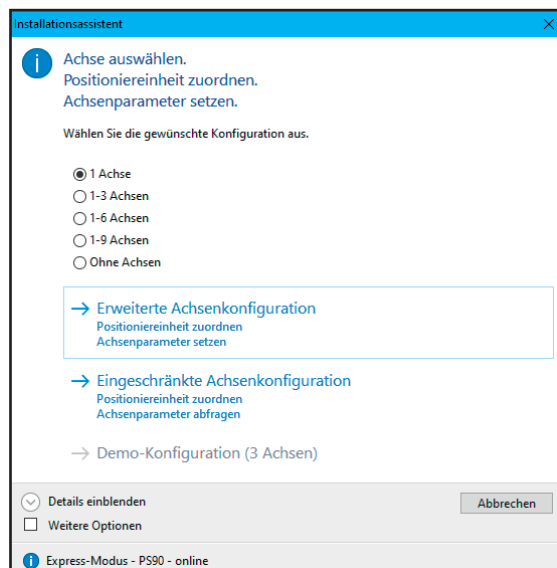 Installationsassistent
Achse auswählen.
Positioniereinheit zuordnen.
Achsenparameter setzen.
Wählen Sie die gewünschte Konfiguration aus.
1 Achse
1-3 Achsen
1-6 Achsen
1-9 Achsen
Ohne Achsen
Erweiterte Achsenkonfiguration
Positioniereinheit zuordnen
Achsenparameter setzen
Eingeschränkte Achsenkonfiguration
Positioniereinheit zuordnen
Achsenparameter abfragen
Demo-Konfiguration (3 Achsen)
Details einblenden
Abbrechen
Weitere Optionen
Express-Modus - PS90 - online